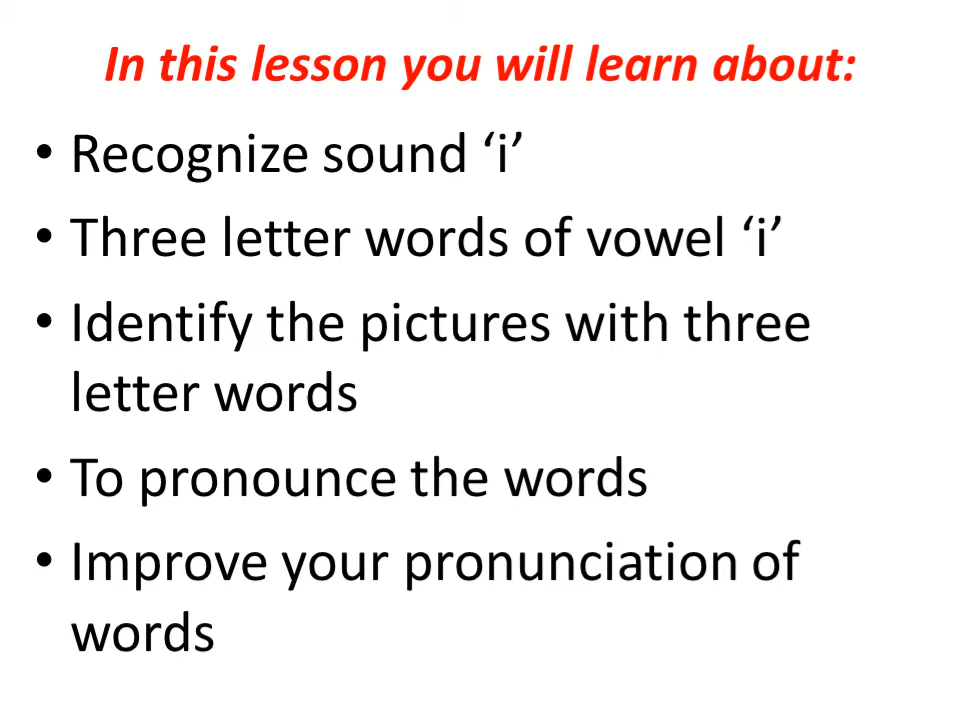 In this lesson you will learn about:
• Recognize sound ‘i’
• Three letter words of vowel ‘i’
• Identify the pictures with three
letter words
• To pronounce the words
• Improve your pronunciation of
words